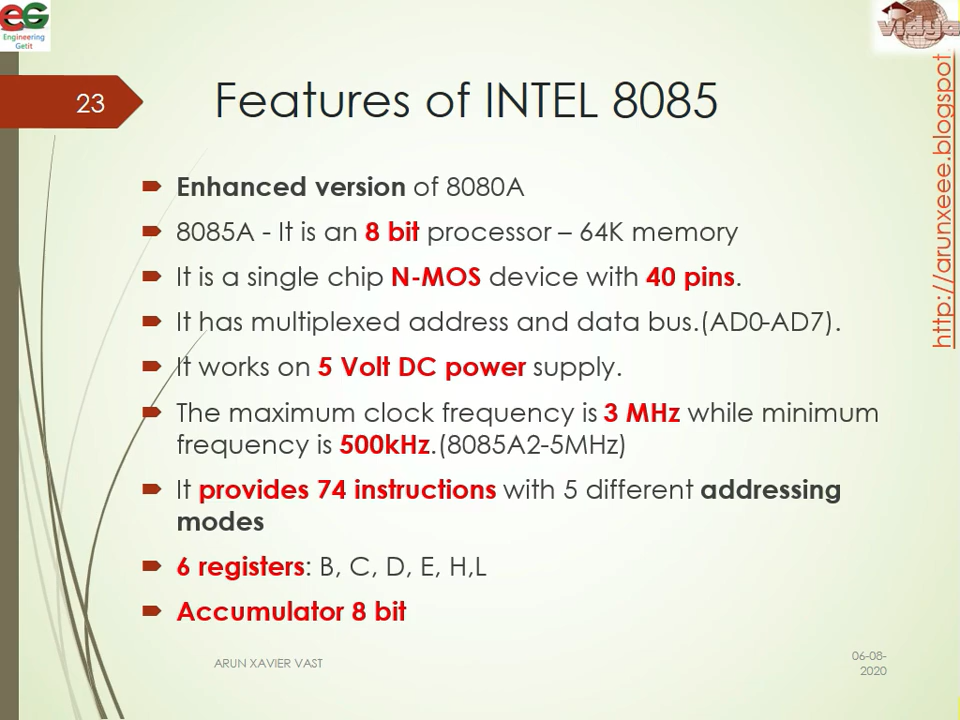 eG
Engineering
Getit
vidya
http://arunxeee.blogspot.
23
Features of INTEL 8085
Enhanced version of 8080A
8085A - It is an 8 bit processor – 64K memory
It is a single chip N-MOS device with 40 pins.
It has multiplexed address and data bus.(AD0-AD7).
It works on 5 Volt DC power supply.
The maximum clock frequency is 3 MHz while minimum
frequency is 500kHz.(8085A2-5MHz)
It provides 74 instructions with 5 different addressing
modes
6 registers: B, C, D, E, H,L
Accumulator 8 bit
ARUN XAVIER VAST
06-08-
2020